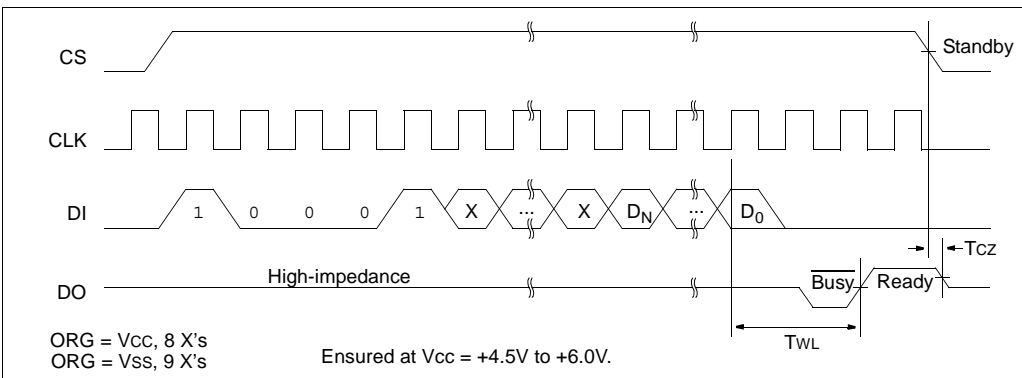 CS
Standby
CLK
DI
1 0 0 0 1 X ... X DN ... D0
TCZ
High-impedance
DO
Busy Ready
TWL
ORG = VCC, 8 X's
ORG = VSS, 9 X's
Ensured at Vcc = +4.5V to +6.0V.